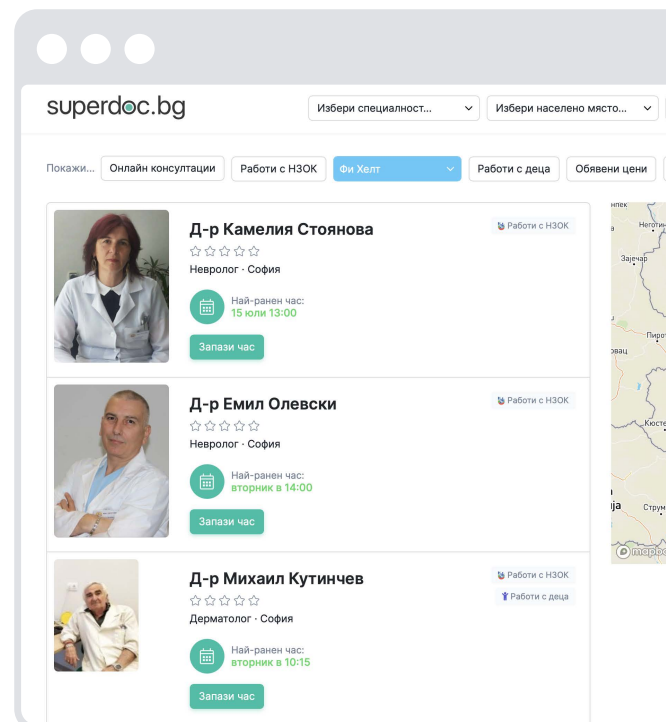 superdoc.bg
Избери специалност...
Избери населено място...
Покажи...
Онлайн консултации
Работи с НЗОК
Фи Хелт
Работи с деца
Обявени цени
Д-р Камелия Стоянова
Работи с НЗОК
Невролог · София
Най-ранен час:
15 юли 13:00
Запази час
Д-р Емил Олевски
Работи с НЗОК
Невролог · София
Най-ранен час:
вторник в 14:00
Запази час
Д-р Михаил Кутинчев
Работи с НЗОК
Работи с деца
Дерматолог · София
Най-ранен час:
вторник в 10:15
Запази час
Зајечар